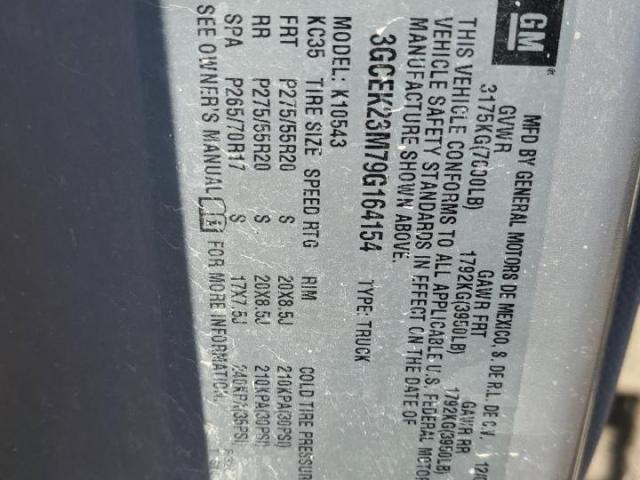 GM
MFD BY GENERAL MOTORS DE MEXICO, S. DE R.L. DE C.V.
GVWR GAWR FRT GAWR RR
3175KG(7000LB) 1792KG(3950LB) 1792KG(3950LB)
THIS VEHICLE CONFORMS TO ALL APPLICABLE U.S. FEDERAL MOTOR
VEHICLE SAFETY STANDARDS IN EFFECT ON THE DATE OF
MANUFACTURE SHOWN ABOVE.
3GCEK23M79G164154 TYPE: TRUCK
MODEL: K10543
KC35 TIRE SIZE SPEED RTG RIM COLD TIRE PRESSUR
FRT P275/55R20 S 20X8.5J 210KPA(30PSI)
RR P275/55R20 S 20X8.5J 210KPA(30PSI)
SPA P265/70R17 S 17X7.5J 240KPA(35PSI)
SEE OWNER'S MANUAL FOR MORE INFORMATION.